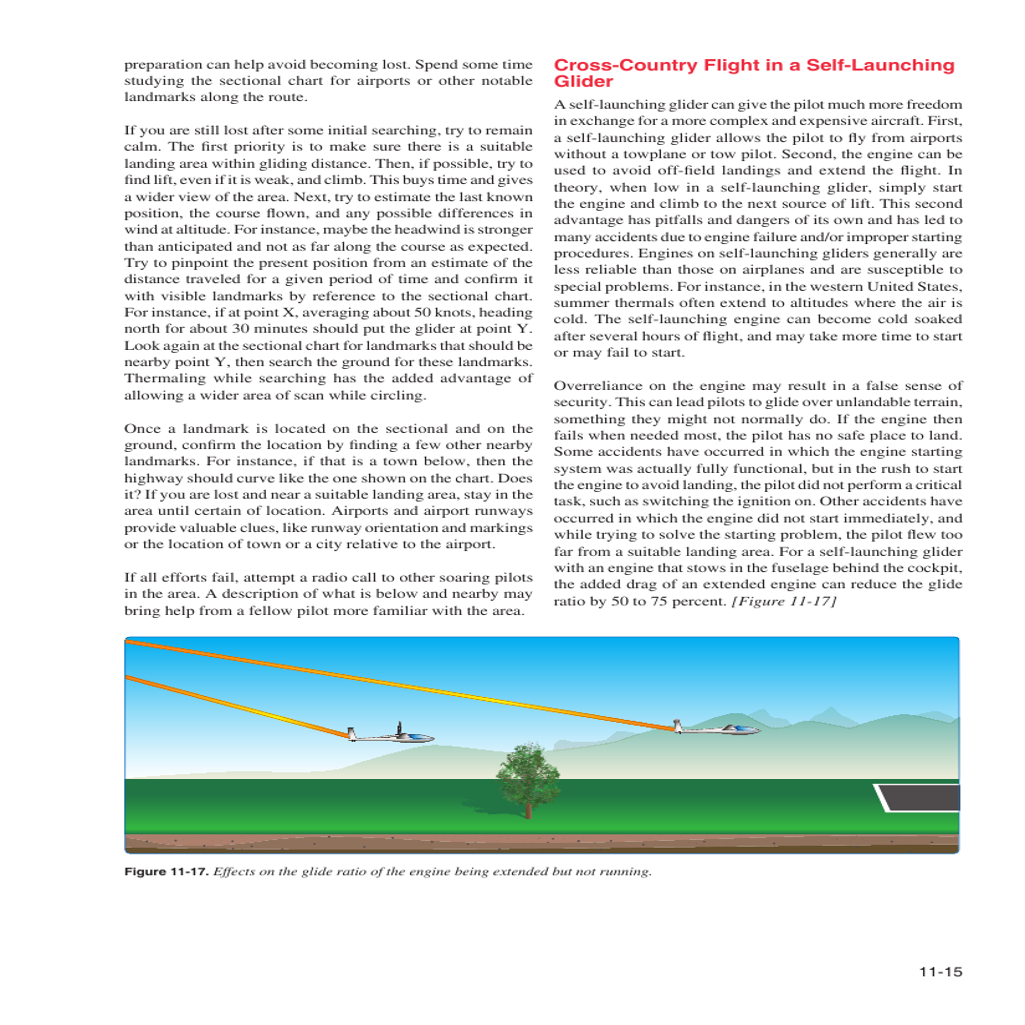 preparation can help avoid becoming lost. Spend some time
studying the sectional chart for airports or other notable
landmarks along the route.
If you are still lost after some initial searching, try to remain
calm. The first priority is to make sure there is a suitable
landing area within gliding distance. Then, if possible, try to
find lift, even if it is weak, and climb. This buys time and gives
a wider view of the area. Next, try to estimate the last known
position, the course flown, and any possible differences in
wind at altitude. For instance, maybe the headwind is stronger
than anticipated and not as far along the course as expected.
Try to pinpoint the present position from an estimate of the
distance traveled for a given period of time and confirm it
with visible landmarks by reference to the sectional chart.
For instance, if at point X, averaging about 50 knots, heading
north for about 30 minutes should put the glider at point Y.
Look again at the sectional chart for landmarks that should be
nearby point Y, then search the ground for these landmarks.
Thermaling while searching has the added advantage of
allowing a wider area of scan while circling.
Once a landmark is located on the sectional and on the
ground, confirm the location by finding a few other nearby
landmarks. For instance, if that is a town below, then the
highway should curve like the one shown on the chart. Does
it? If you are lost and near a suitable landing area, stay in the
area until certain of location. Airports and airport runways
provide valuable clues, like runway orientation and markings
or the location of town or a city relative to the airport.
If all efforts fail, attempt a radio call to other soaring pilots
in the area. A description of what is below and nearby may
bring help from a fellow pilot more familiar with the area.
Cross-Country Flight in a Self-Launching
Glider
A self-launching glider can give the pilot much more freedom
in exchange for a more complex and expensive aircraft. First,
a self-launching glider allows the pilot to fly from airports
without a towplane or tow pilot. Second, the engine can be
used to avoid off-field landings and extend the flight. In
theory, when low in a self-launching glider, simply start
the engine and climb to the next source of lift. This second
advantage has pitfalls and dangers of its own and has led to
many accidents due to engine failure and/or improper starting
procedures. Engines on self-launching gliders generally are
less reliable than those on airplanes and are susceptible to
special problems. For instance, in the western United States,
summer thermals often extend to altitudes where the air is
cold. The self-launching engine can become cold soaked
after several hours of flight, and may take more time to start
or may fail to start.
Overreliance on the engine may result in a false sense of
security. This can lead pilots to glide over unlandable terrain,
something they might not normally do. If the engine then
fails when needed most, the pilot has no safe place to land.
Some accidents have occurred in which the engine starting
system was actually fully functional, but in the rush to start
the engine to avoid landing, the pilot did not perform a critical
task, such as switching the ignition on. Other accidents have
occurred in which the engine did not start immediately, and
while trying to solve the starting problem, the pilot flew too
far from a suitable landing area. For a self-launching glider
with an engine that stows in the fuselage behind the cockpit,
the added drag of an extended engine can reduce the glide
ratio by 50 to 75 percent. [Figure 11-17]
Figure 11-17. Effects on the glide ratio of the engine being extended but not running.
11-15